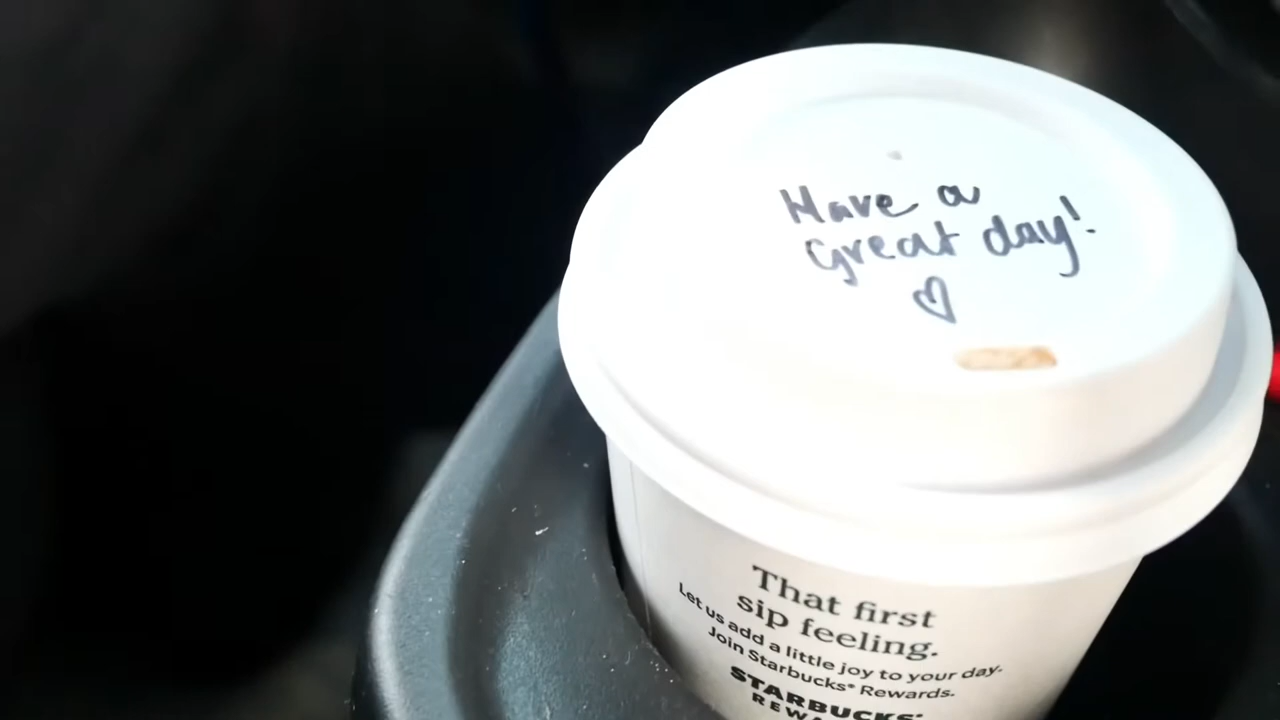 Have a
Great day!
That first
sip feeling.
Let us add a little joy to your day.
Join Starbucks® Rewards.
STARBUCKS®